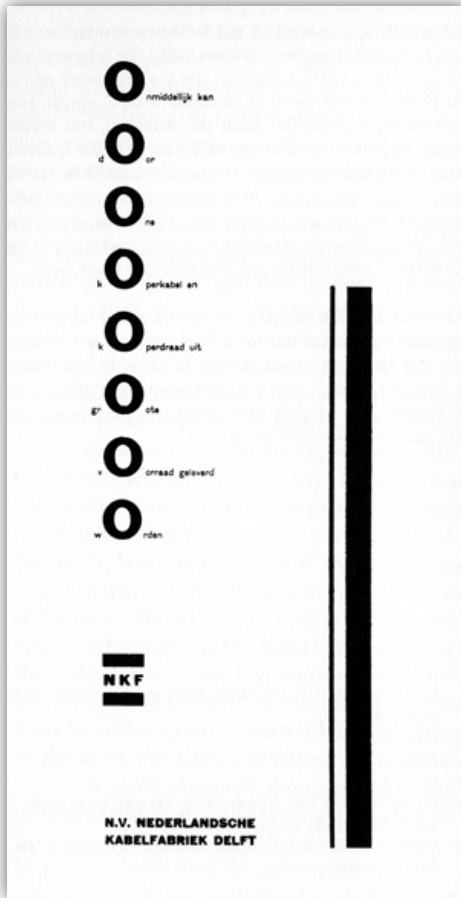 Onmiddellijk kan
dOor
Ons
kOperkabel en
kOperdraad uit
grOote
vOorraad geleverd
wOrden
NKF
N.V. NEDERLANDSCHE
KABELFABRIEK DELFT